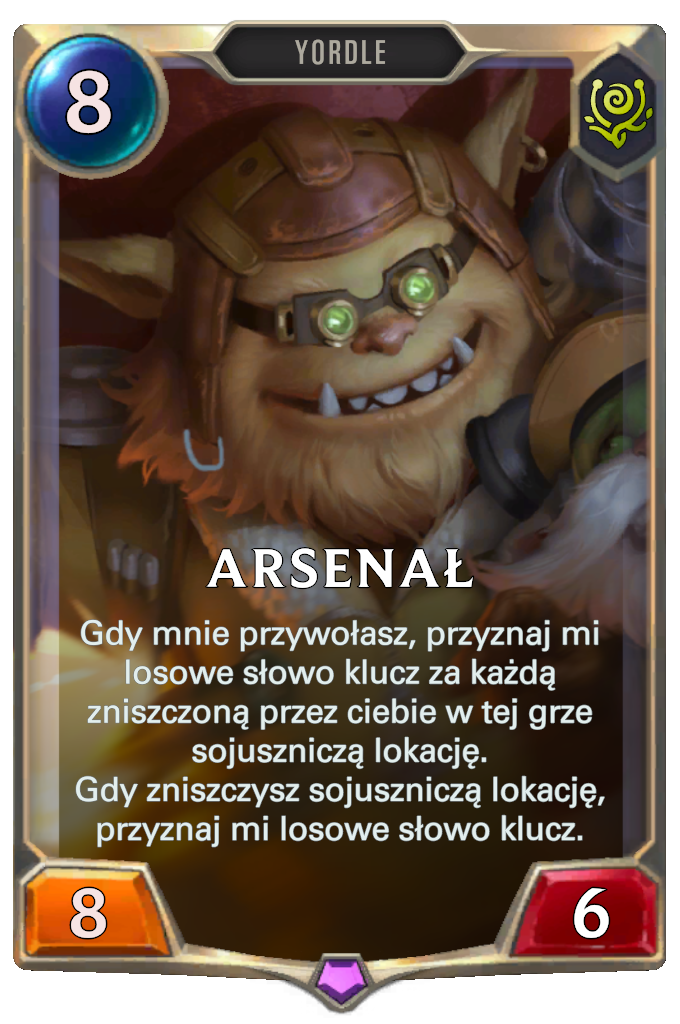 YORDLE
8
ARSENAŁ
Gdy mnie przywołasz, przyznaj mi
losowe słowo klucz za każdą
zniszczoną przez ciebie w tej grze
sojuszniczą lokację.
Gdy zniszczysz sojuszniczą lokację,
przyznaj mi losowe słowo klucz.
8
6